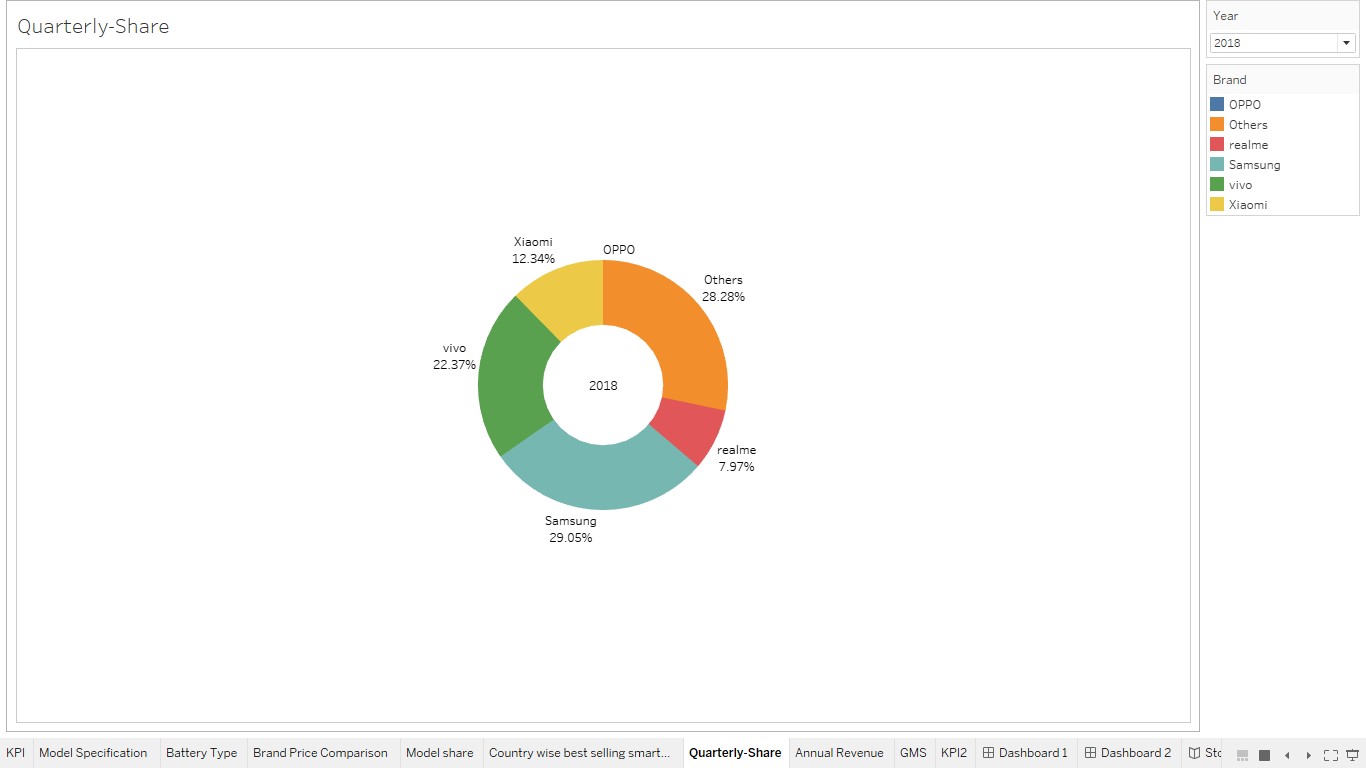 Quarterly-Share
Year
2018
Brand
OPPO
Others
realme
Samsung
vivo
Xiaomi
Xiaomi
12.34%
OPPO
Others
28.28%
vivo
22.37%
2018
realme
7.97%
Samsung
29.05%
KPI
Model Specification
Battery Type
Brand Price Comparison
Model share
Country wise best selling smart...
Quarterly-Share
Annual Revenue
GMS
KPI2
Dashboard 1
Dashboard 2